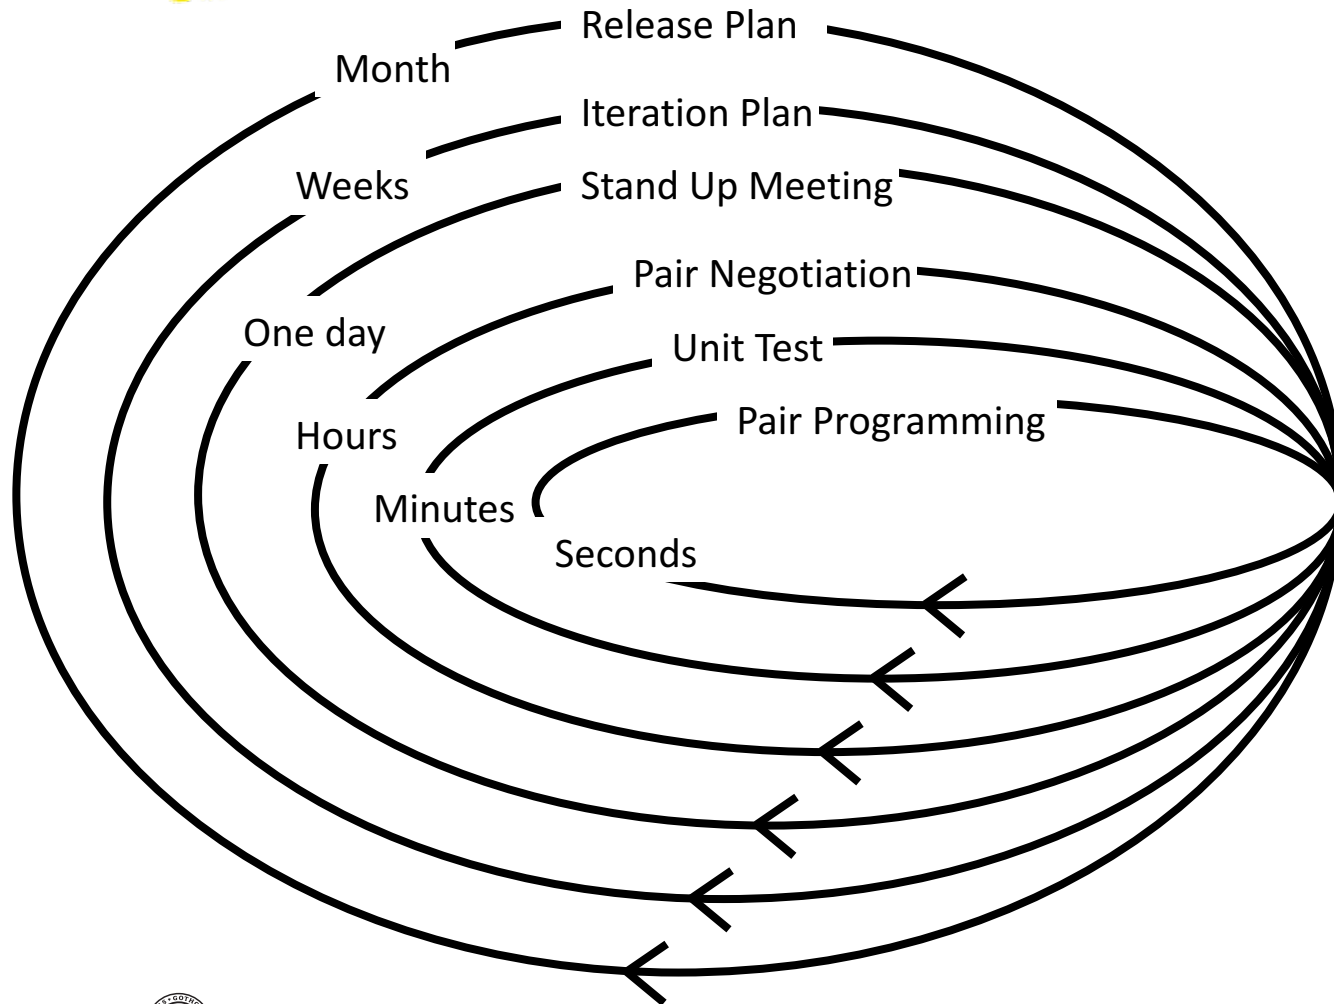 Release Plan
Month
Iteration Plan
Weeks
Stand Up Meeting
Pair Negotiation
One day
Unit Test
Pair Programming
Hours
Minutes
Seconds